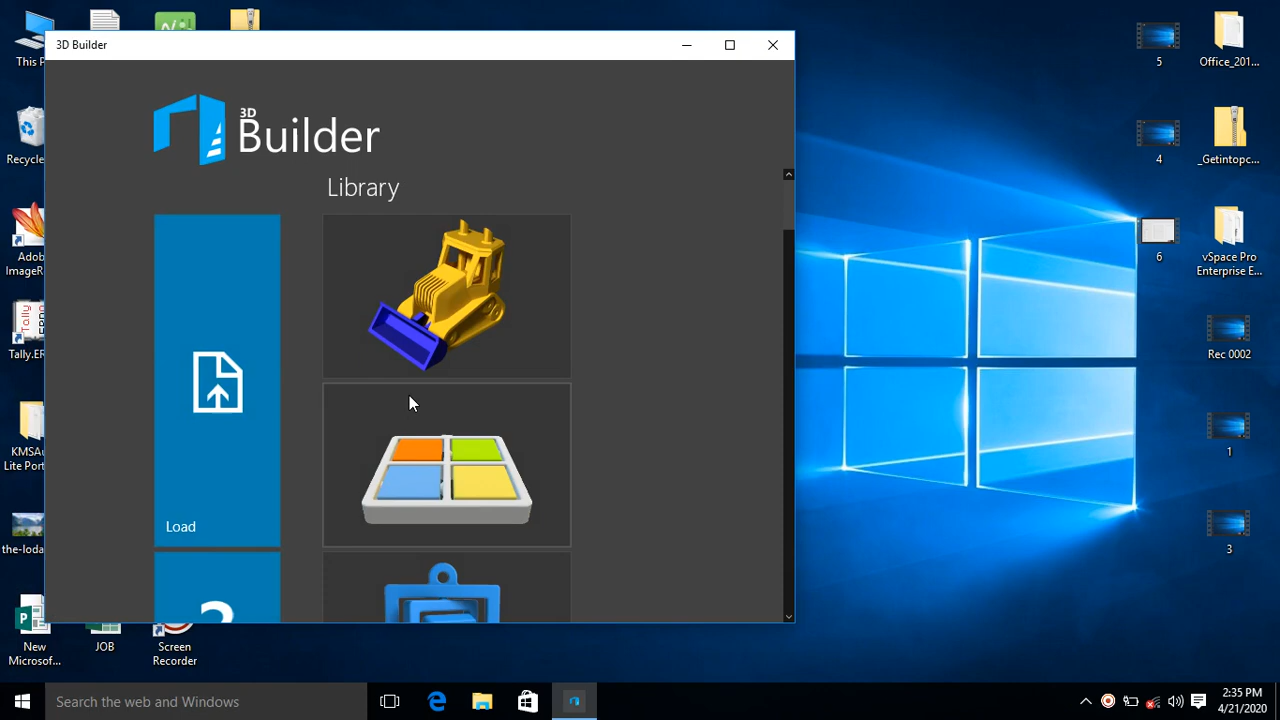 3D Builder
3D
Builder
Library
Load
?
This P
Recycle
Adobe
ImageR...
Tally.ER
KMSAu
Lite Port
the-loda
New
Microsof...
JOB
Screen
Recorder
5
Office_201...
4
_Getintopc...
6
vSpace Pro
Enterprise E...
Rec 0002
1
3
Search the web and Windows
2:35 PM
4/21/2020